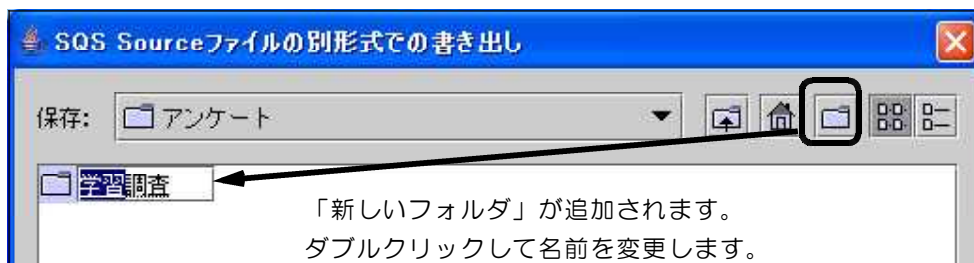 SQS Sourceファイルの別形式での書き出し
保存: アンケート
学習調査
「新しいフォルダ」が追加されます。
ダブルクリックして名前を変更します。